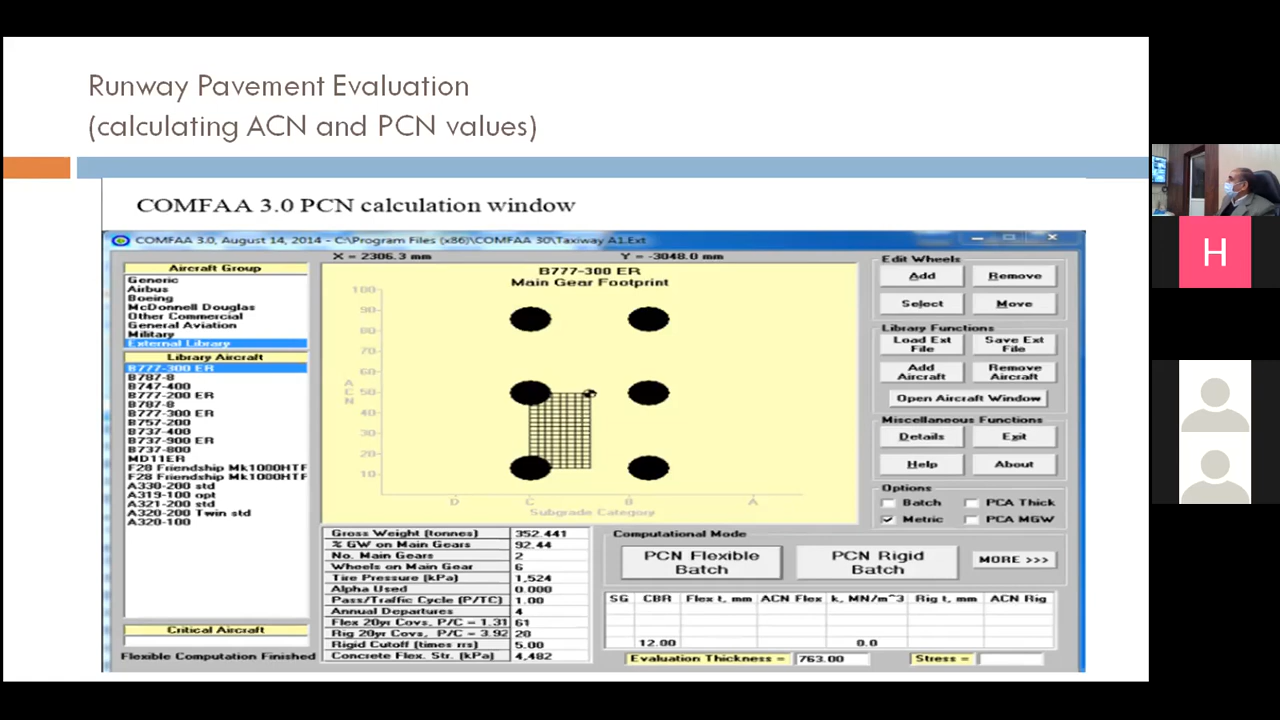 Runway Pavement Evaluation
(calculating ACN and PCN values)
COMFAA 3.0 PCN calculation window
COMFAA 3.0, August 14, 2014 - C:\Program Files (x86)\COMFAA 30\Taxiway A1.Ext
Aircraft Group
Generic
Airbus
Boeing
McDonnell Douglas
Other Commercial
General Aviation
Military
External Library
Library Aircraft
B777-300 ER
B787-8
B747-400
B777-200 ER
B787-8
B777-300 ER
B757-200
B737-400
B737-900 ER
B737-800
MD11ER
F28 Friendship Mk1000HTF
F28 Friendship Mk1000HTF
A330-200 std
A319-100 opt
A321-200 std
A320-200 Twin std
A320-100
Critical Aircraft
Flexible Computation Finished
X = 2306.3 mm Y = -3048.0 mm
B777-300 ER
Main Gear Footprint
100
90
80
70
60
50
40
30
20
10
A
C
N
D C B A
Subgrade Category
Gross Weight (tonnes) 352.441
% GW on Main Gears 92.44
No. Main Gears 2
Wheels on Main Gear 6
Tire Pressure (kPa) 1,524
Alpha Used 0.000
Pass/Traffic Cycle (P/TC) 1.00
Annual Departures 4
Flex 20yr Covs, P/C = 1.31 61
Rig 20yr Covs, P/C = 3.92 20
Rigid Cutoff (times rrs) 5.00
Concrete Flex. Str. (kPa) 4,482
Edit Wheels
Add Remove
Select Move
Library Functions
Load Ext File Save Ext File
Add Aircraft Remove Aircraft
Open Aircraft Window
Miscellaneous Functions
Details Exit
Help About
Options
Batch PCA Thick
Metric PCA MGW
Computational Mode
PCN Flexible Batch PCN Rigid Batch MORE >>>
SG CBR Flex t, mm ACN Flex k, MN/m^3 Rig t, mm ACN Rig
12.00 0.0
Evaluation Thickness = 763.00 Stress =
H